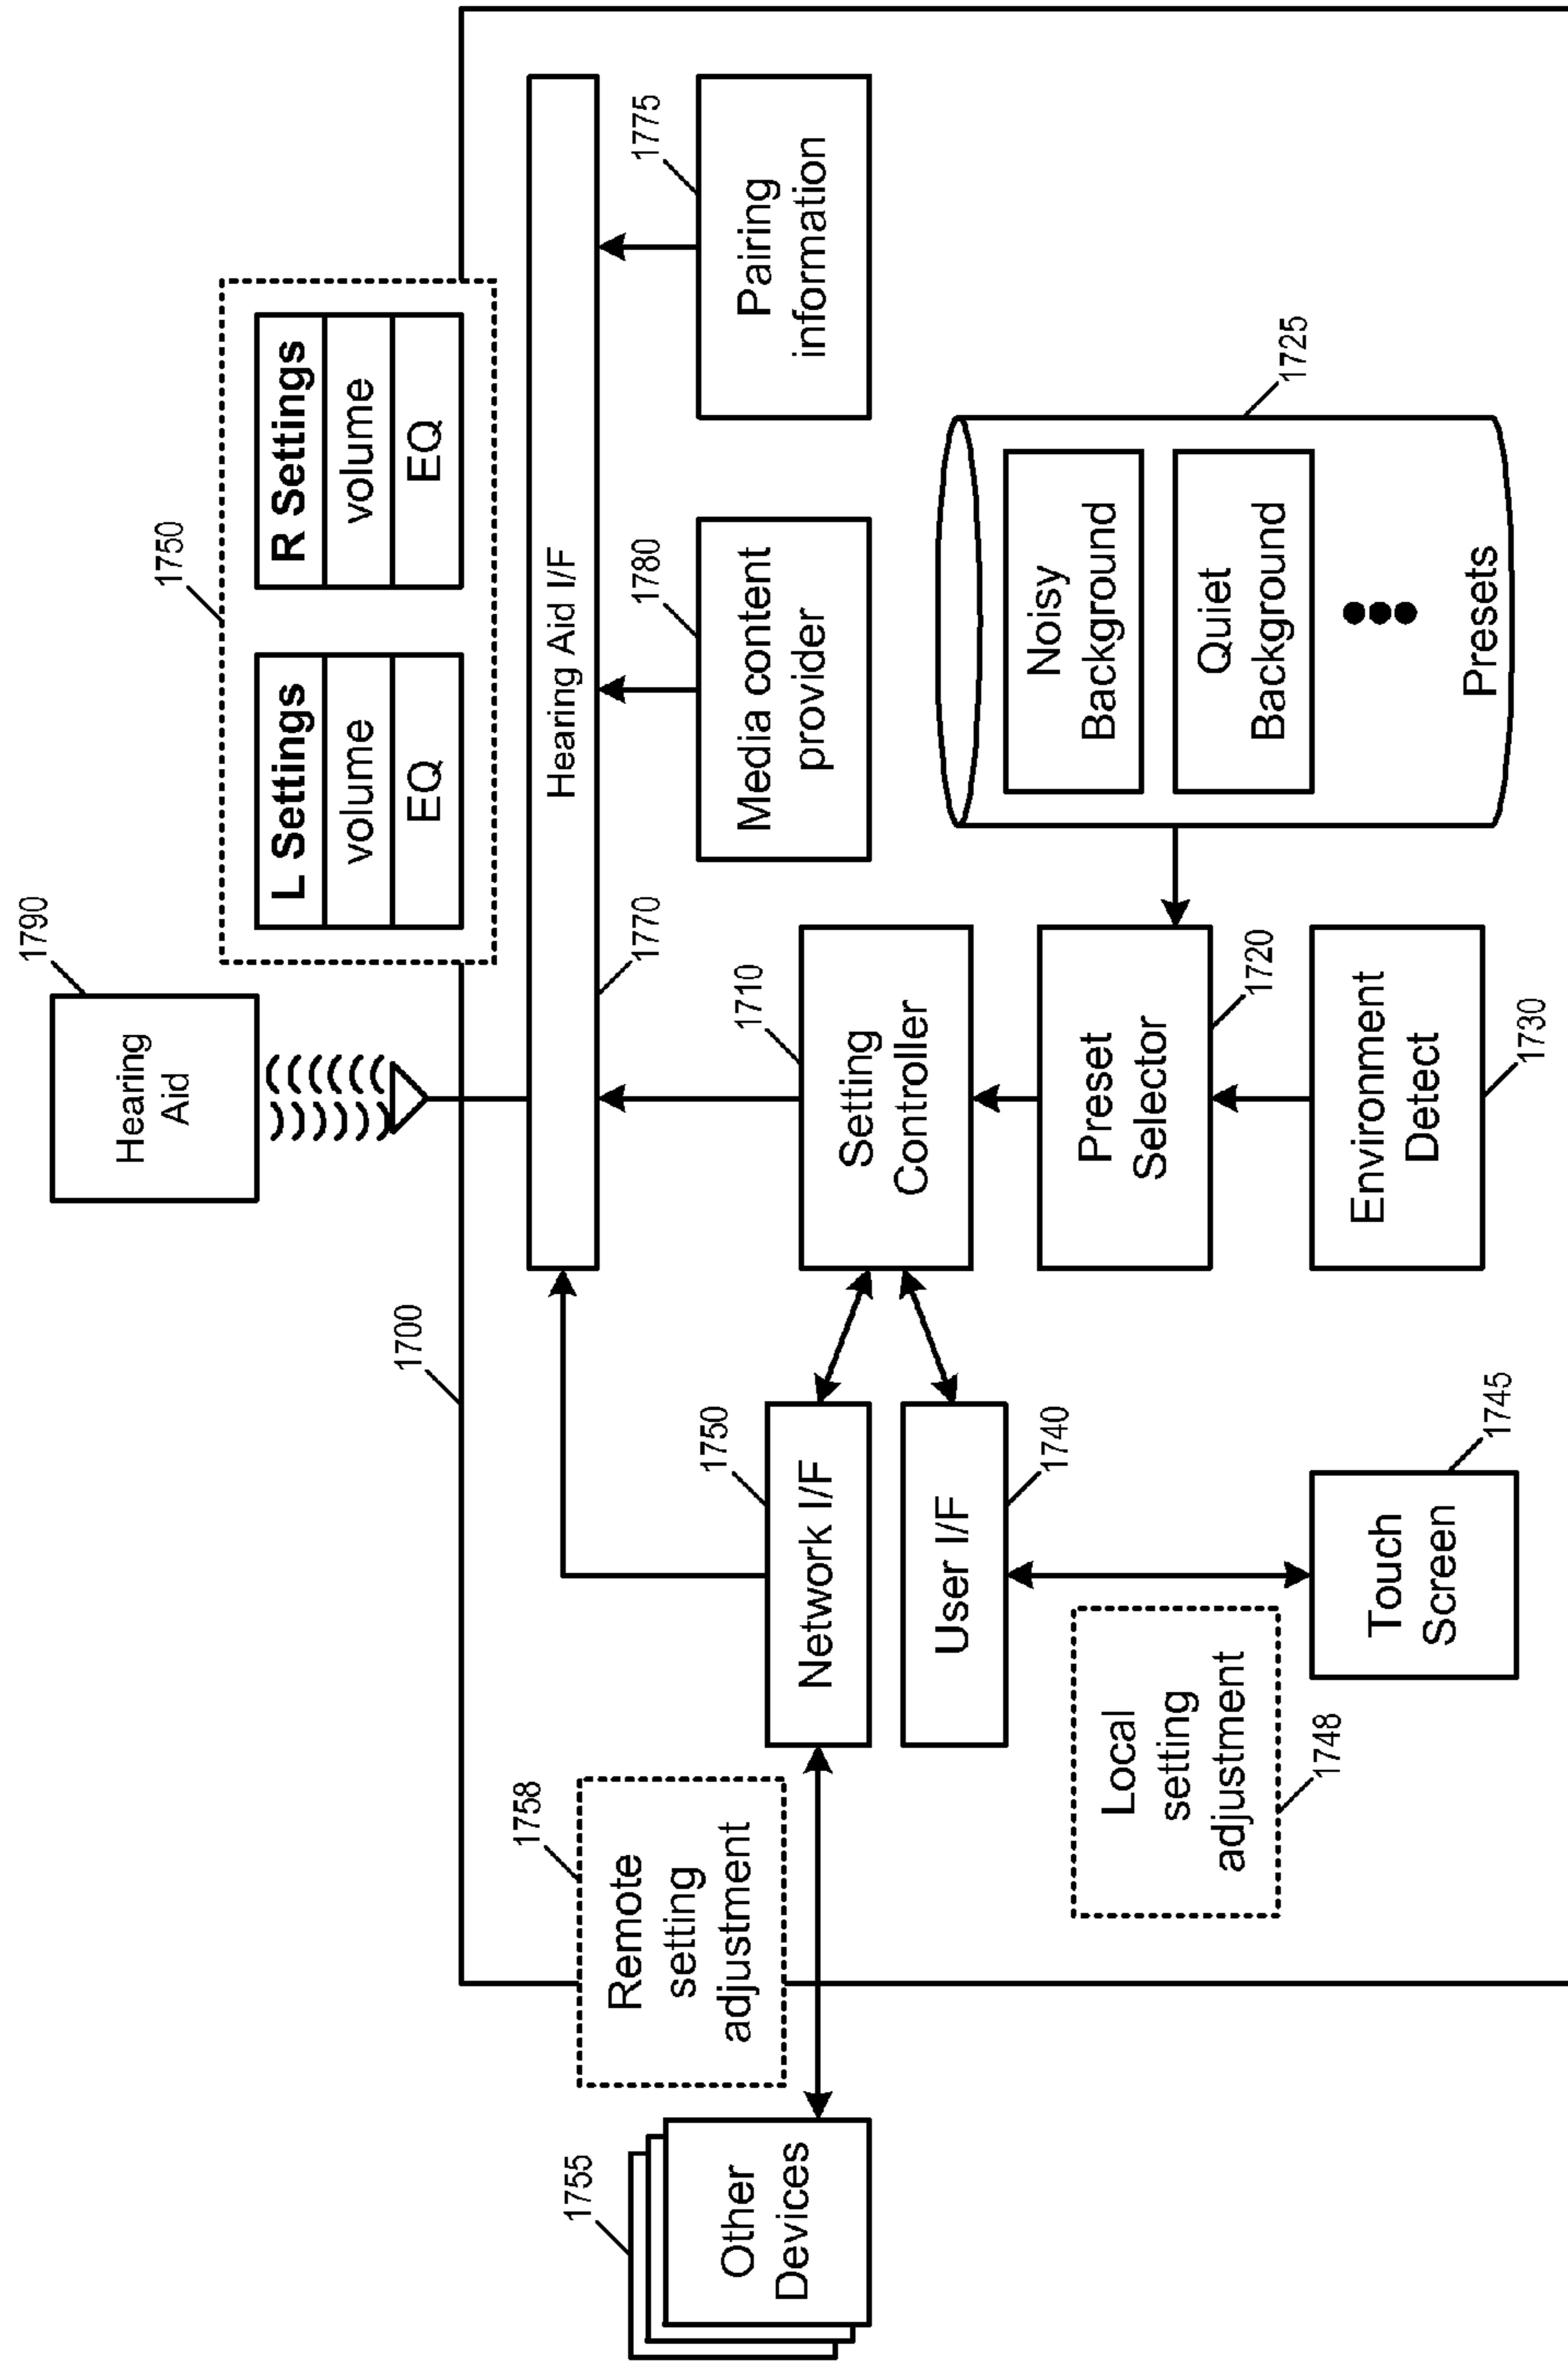 1790
Hearing
Aid
1750
L Settings
volume
EQ
R Settings
volume
EQ
1700
Hearing Aid I/F
1770
1758
Remote
setting
adjustment
1755
Other
Devices
1750
Network I/F
User I/F
1740
1710
Setting
Controller
1780
Media content
provider
1775
Pairing
information
Preset
Selector
1720
Noisy
Background
Quiet
Background
Presets
1725
Local
setting
adjustment
1748
Touch
Screen
1745
Environment
Detect
1730